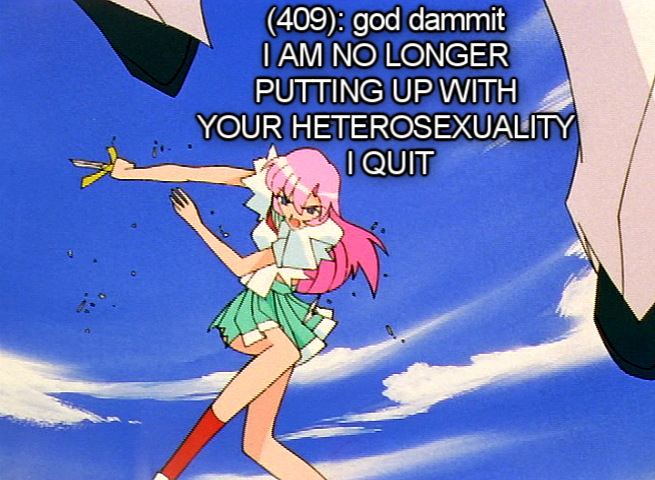 (409): god dammit
I AM NO LONGER
PUTTING UP WITH
YOUR HETEROSEXUALITY
I QUIT